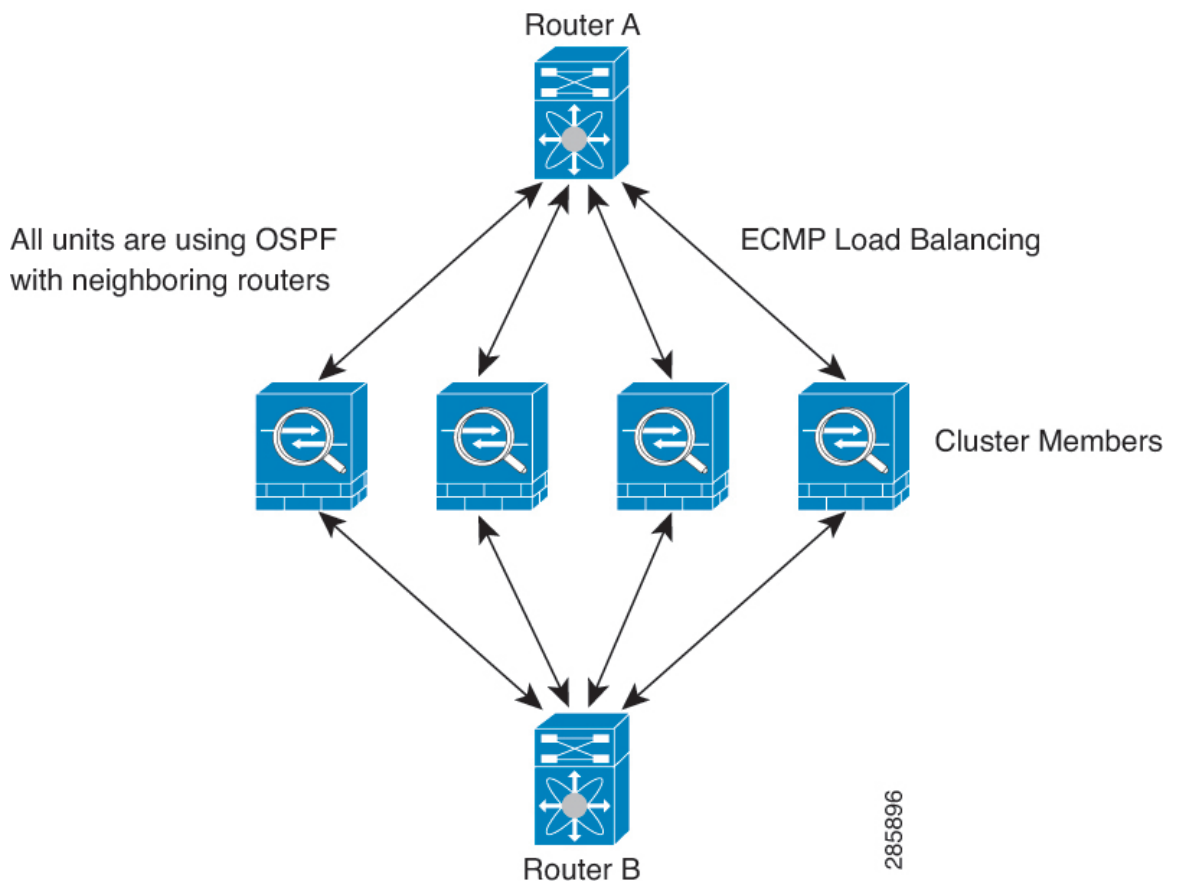 Router A
All units are using OSPF
with neighboring routers
ECMP Load Balancing
Cluster Members
Router B
285896